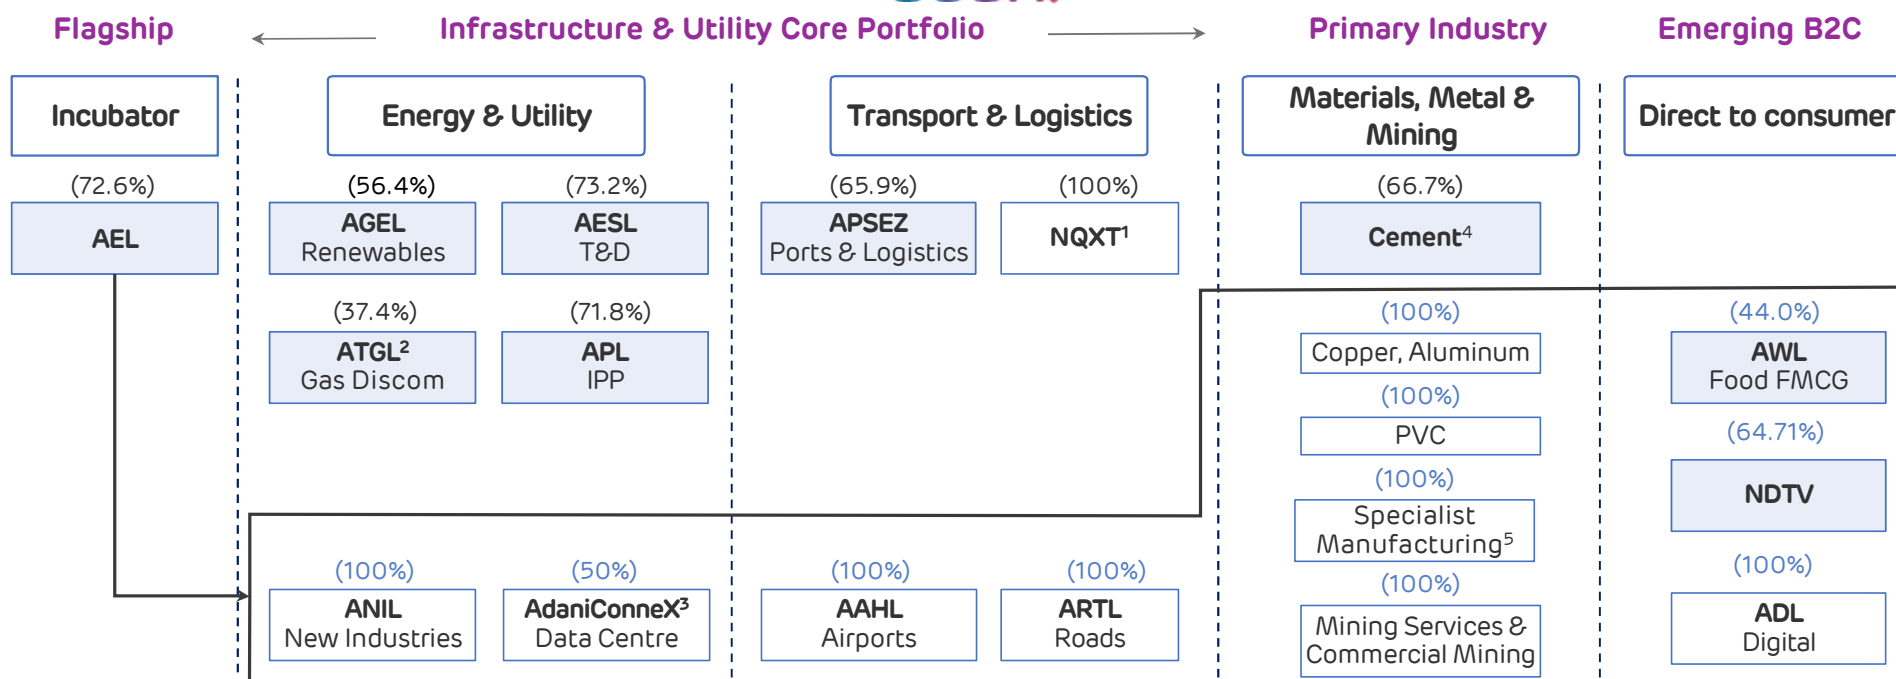 Flagship
Infrastructure & Utility Core Portfolio
Primary Industry
Emerging B2C
Incubator
Energy & Utility
Transport & Logistics
Materials, Metal &
Mining
Direct to consumer
(72.6%)
(56.4%)
(73.2%)
(65.9%)
(100%)
(66.7%)
AEL
AGEL
Renewables
AESL
T&D
APSEZ
Ports & Logistics
NQXT¹
Cement⁴
(37.4%)
(71.8%)
(100%)
(44.0%)
ATGL²
Gas Discom
APL
IPP
Copper, Aluminum
AWL
Food FMCG
(100%)
PVC
(64.71%)
NDTV
(100%)
Specialist
Manufacturing⁵
(100%)
(50%)
(100%)
(100%)
(100%)
(100%)
ANIL
New Industries
AdaniConneX³
Data Centre
AAHL
Airports
ARTL
Roads
Mining Services &
Commercial Mining
ADL
Digital